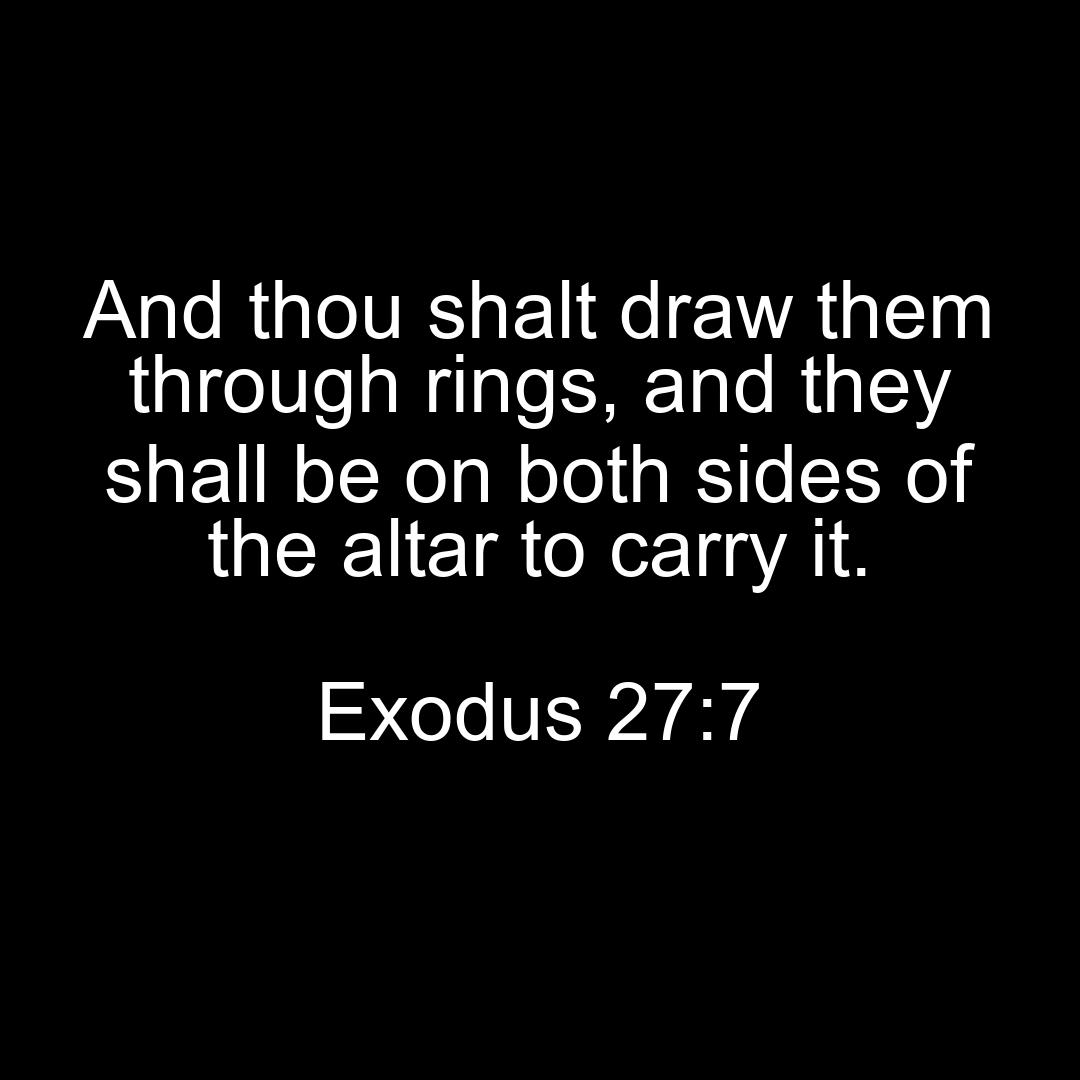 And thou shalt draw them
through rings, and they
shall be on both sides of
the altar to carry it.
Exodus 27:7